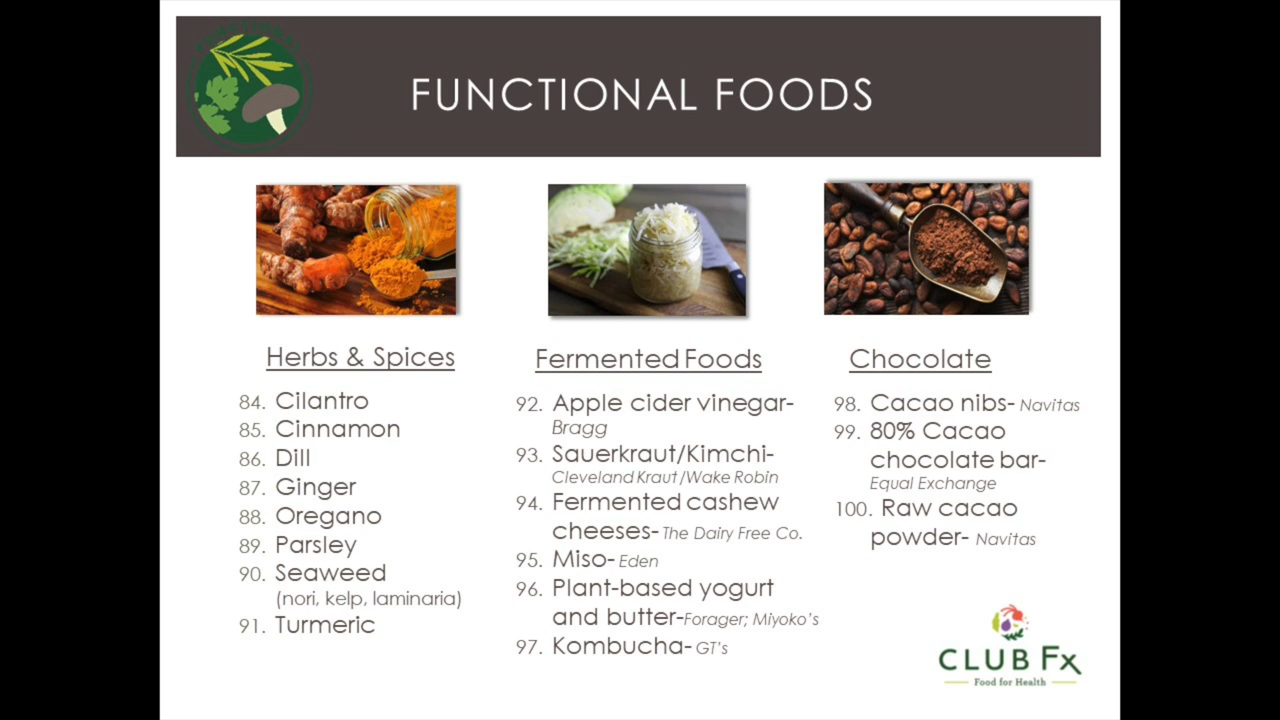 FUNCTIONAL FOODS
Herbs & Spices
84. Cilantro
85. Cinnamon
86. Dill
87. Ginger
88. Oregano
89. Parsley
90. Seaweed
(nori, kelp, laminaria)
91. Turmeric
Fermented Foods
92. Apple cider vinegar-
Bragg
93. Sauerkraut/Kimchi-
Cleveland Kraut/Wake Robin
94. Fermented cashew
cheeses- The Dairy Free Co.
95. Miso- Eden
96. Plant-based yogurt
and butter-Forager; Miyoko's
97. Kombucha- GT's
Chocolate
98. Cacao nibs- Navitas
99. 80% Cacao
chocolate bar-
Equal Exchange
100. Raw cacao
powder- Navitas
CLUB Fx
Food for Health